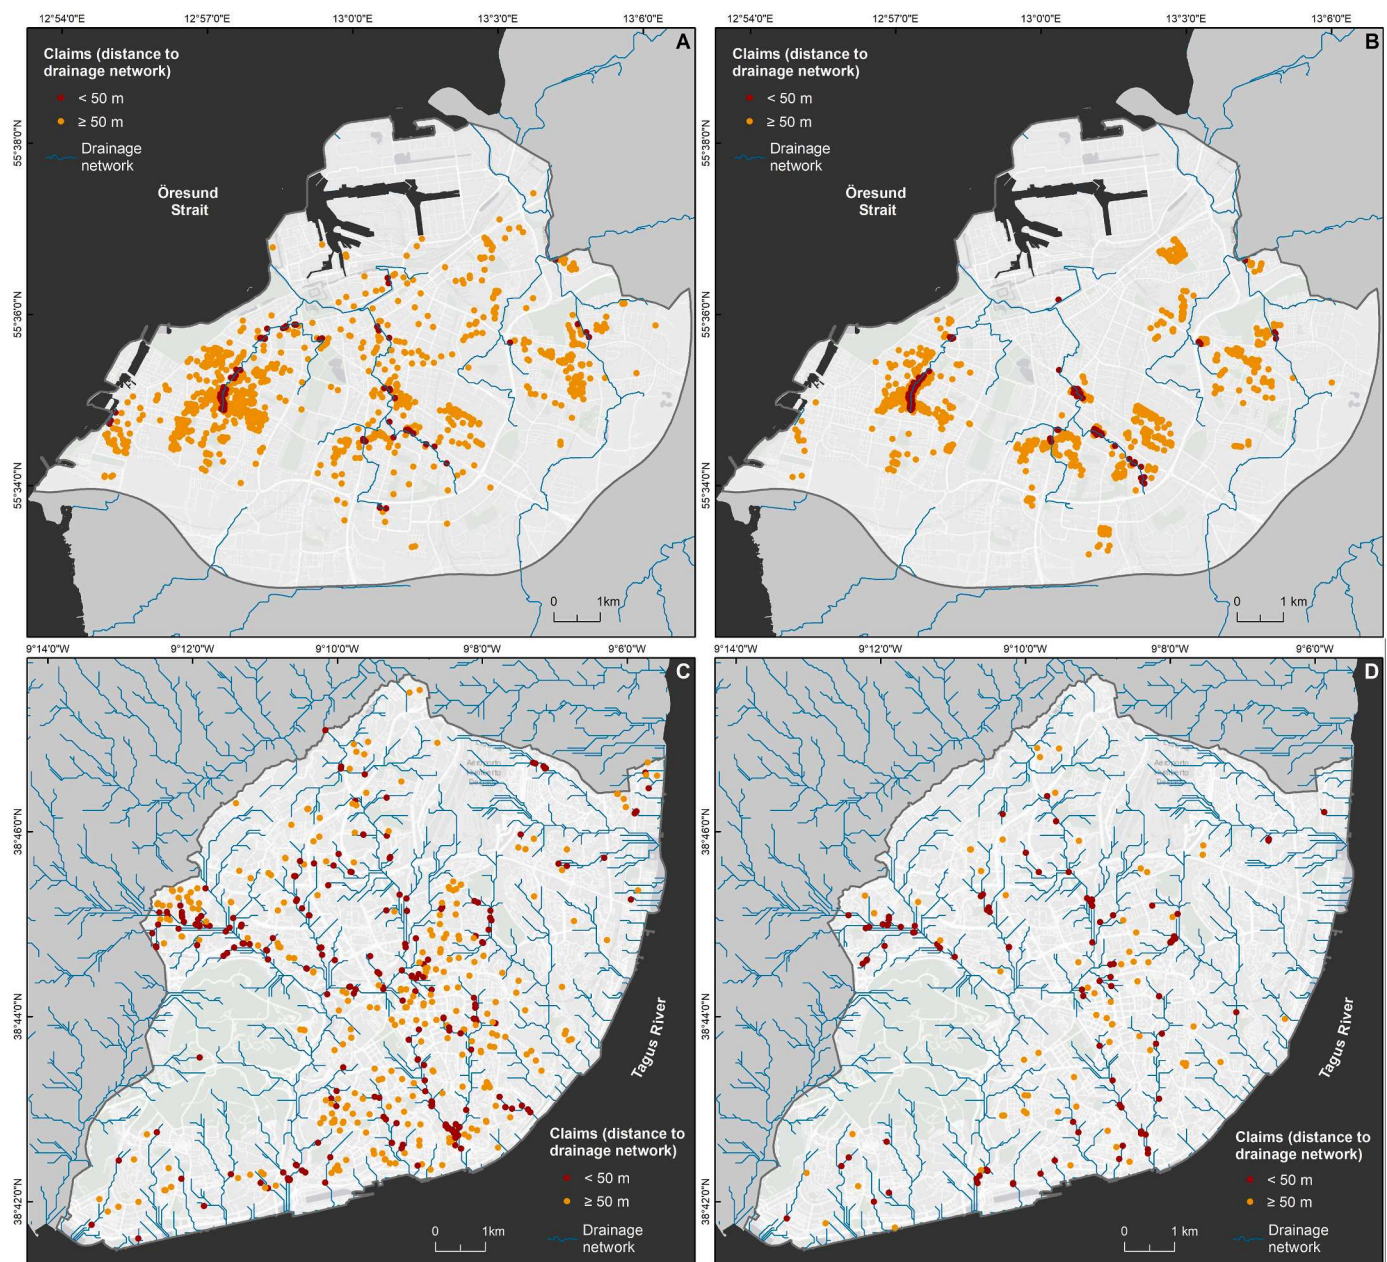 12°54'0"E 12°57'0"E 13°0'0"E 13°3'0"E 13°6'0"E
A
Claims (distance to
drainage network)
< 50 m
≥ 50 m
Drainage
network
Öresund
Strait
55°38'0"N
55°36'0"N
55°34'0"N
0 1km
12°54'0"E 12°57'0"E 13°0'0"E 13°3'0"E 13°6'0"E
B
Claims (distance to
drainage network)
< 50 m
≥ 50 m
Drainage
network
Öresund
Strait
55°38'0"N
55°36'0"N
55°34'0"N
0 1 km
9°14'0"W 9°12'0"W 9°10'0"W 9°8'0"W 9°6'0"W
C
38°46'0"N
38°44'0"N
38°42'0"N
Tagus River
Claims (distance to
drainage network)
< 50 m
≥ 50 m
Drainage
network
0 1km
9°14'0"W 9°12'0"W 9°10'0"W 9°8'0"W 9°6'0"W
D
Aeroporto
38°46'0"N
38°44'0"N
38°42'0"N
Tagus River
Claims (distance to
drainage network)
< 50 m
≥ 50 m
Drainage
network
0 1 km